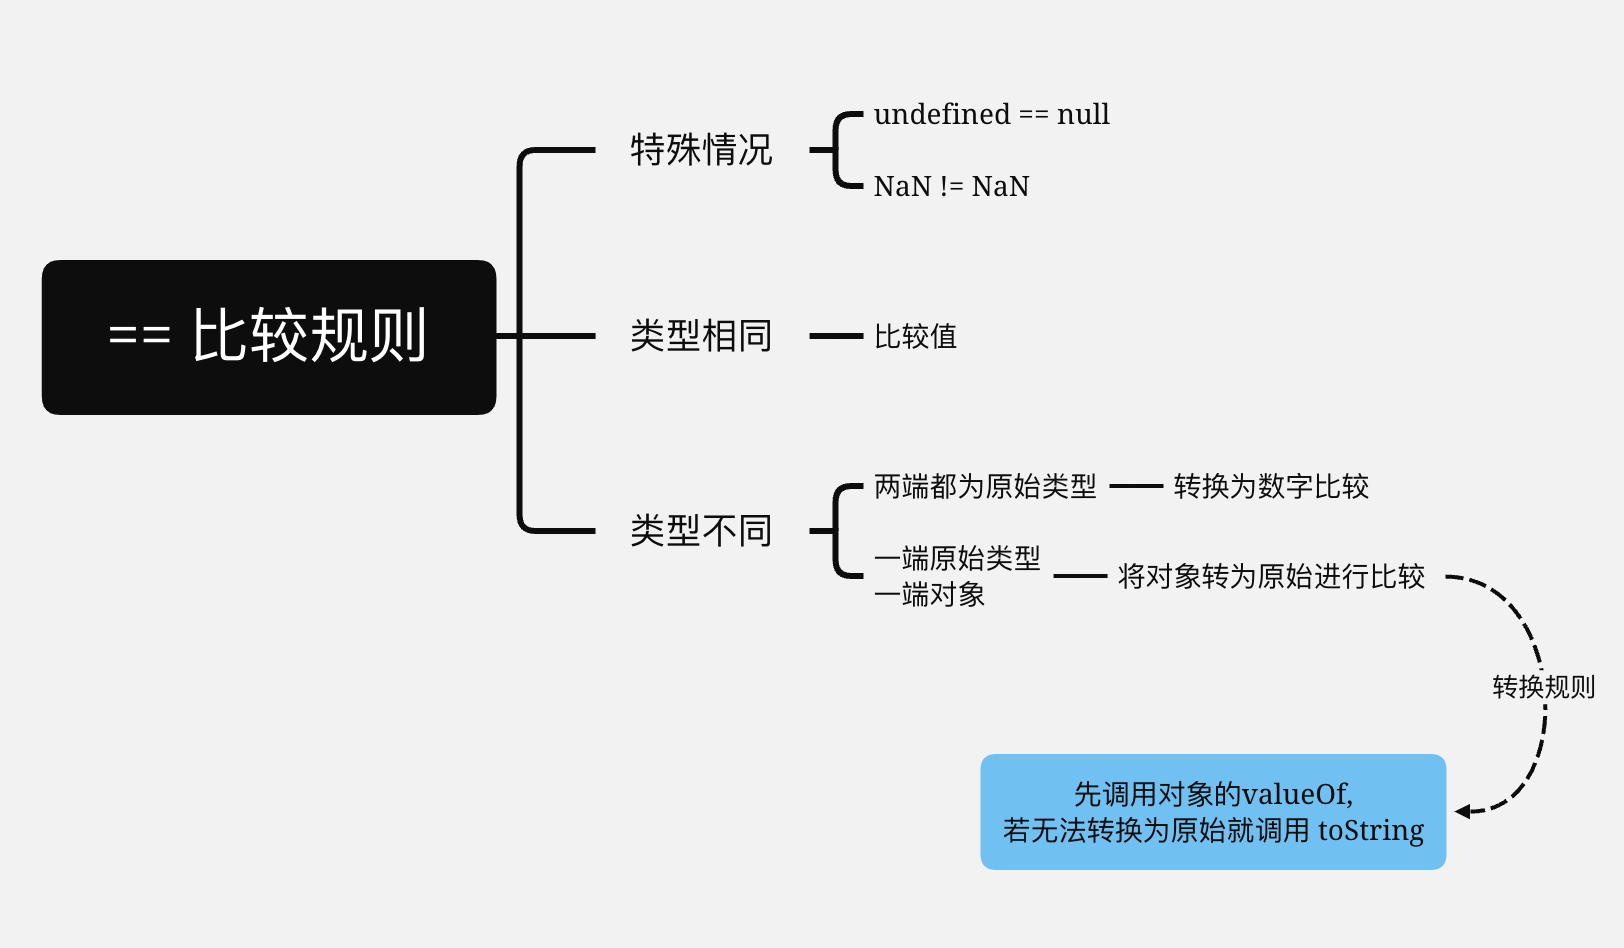 == 比较规则
特殊情况
undefined == null
NaN != NaN
类型相同
比较值
类型不同
两端都为原始类型
转换为数字比较
一端原始类型
一端对象
将对象转为原始进行比较
转换规则
先调用对象的valueOf,
若无法转换为原始就调用 toString